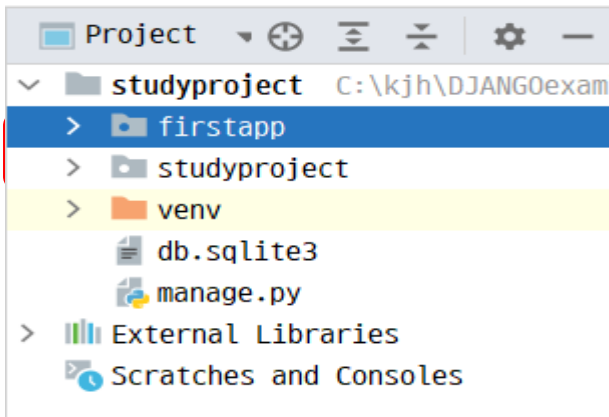 Project
studyproject C:\kjh\DJANGOexam
firstapp
studyproject
venv
db.sqlite3
manage.py
External Libraries
Scratches and Consoles